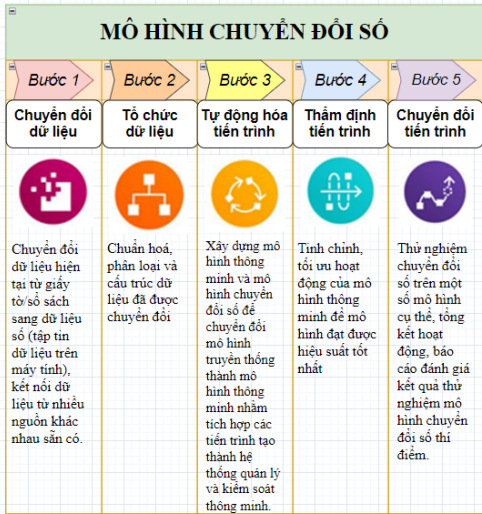 MÔ HÌNH CHUYỂN ĐỔI SỐ
Bước 1
Bước 2
Bước 3
Bước 4
Bước 5
Chuyển đổi
dữ liệu
Tổ chức
dữ liệu
Tự động hóa
tiến trình
Thẩm định
tiến trình
Chuyển đổi
tiến trình
Chuyển đổi
dữ liệu hiện
tại từ giấy
tờ/sổ sách
sang dữ liệu
số (tập tin
dữ liệu trên
máy tính),
kết nối dữ
liệu từ nhiều
nguồn khác
nhau sẵn có.
Chuẩn hoá,
phân loại và
cấu trúc dữ
liệu đã được
chuyển đổi
Xây dựng mô
hình thông
minh và mô
hình chuyển
đổi số để
chuyển đổi
mô hình
truyền thống
thành mô
hình thông
minh nhằm
tích hợp các
tiến trình tạo
thành hệ
thống quản lý
và kiểm soát
thông minh.
Tinh chỉnh,
tối ưu hoạt
động của mô
hình thông
minh để mô
hình đạt được
hiệu suất tốt
nhất
Thử nghiệm
chuyển đổi
số trên một
số mô hình
cụ thể, tổng
kết hoạt
động, báo
cáo đánh giá
kết quả thử
nghiệm mô
hình chuyển
đổi số thí
điểm.